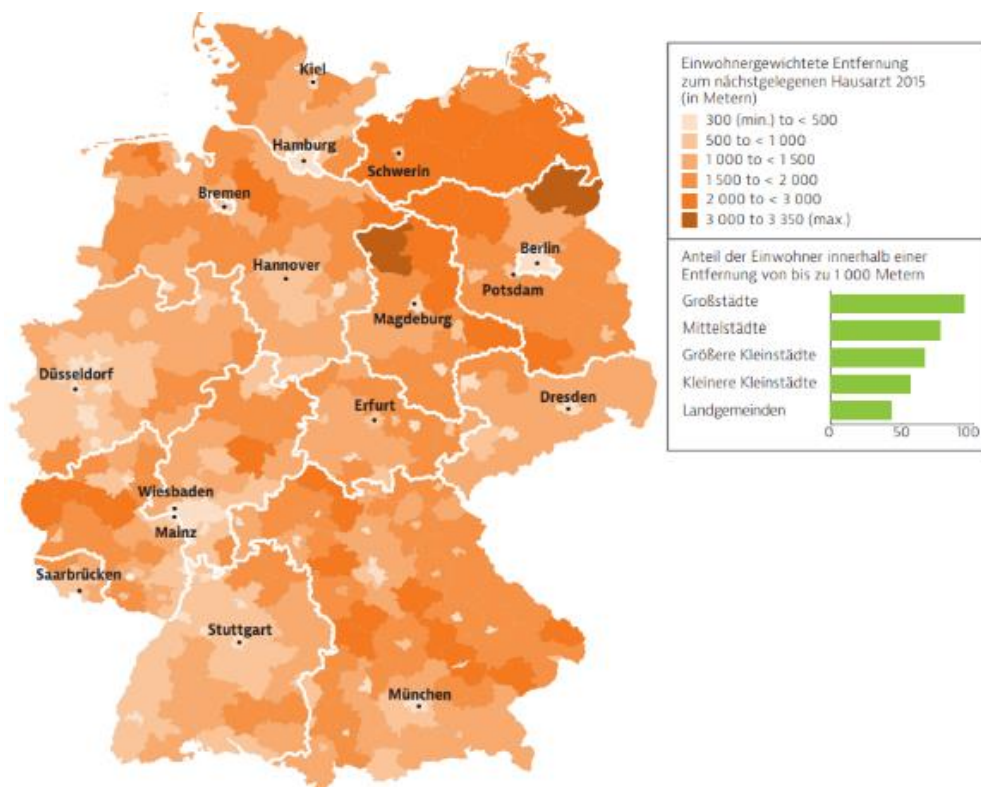 Kiel
Hamburg
Schwerin
Bremen
Berlin
Hannover
Potsdam
Magdeburg
Düsseldorf
Erfurt
Dresden
Wiesbaden
Mainz
Saarbrücken
Stuttgart
München
Einwohnergewichtete Entfernung
zum nächstgelegenen Hausarzt 2015
(in Metern)
300 (min.) to < 500
500 to < 1 000
1 000 to < 1 500
1 500 to < 2 000
2 000 to < 3 000
3 000 to 3 350 (max.)
Anteil der Einwohner innerhalb einer
Entfernung von bis zu 1 000 Metern
Großstädte
Mittelstädte
Größere Kleinstädte
Kleinere Kleinstädte
Landgemeinden
0 50 100